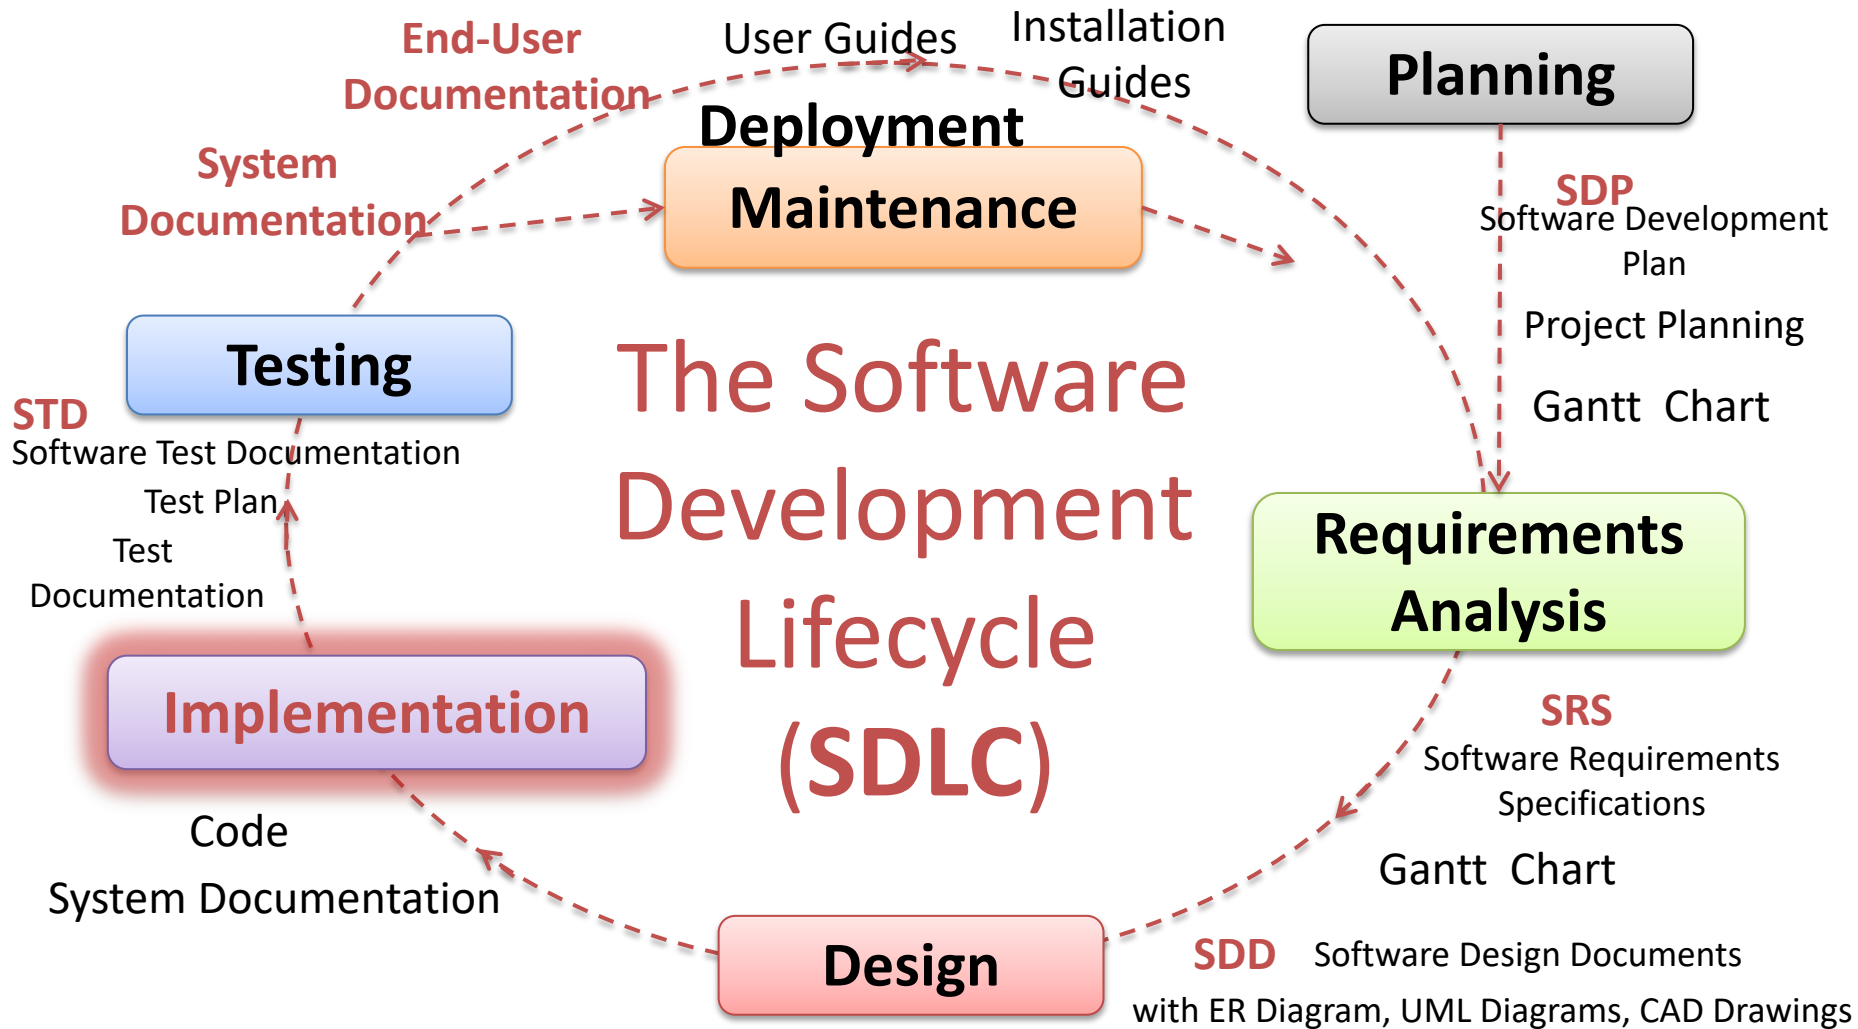 End-User
Documentation
User Guides
Installation
Guides
Planning
Deployment
Maintenance
System
Documentation
SDP
Software Development
Plan
Project Planning
Gantt Chart
Testing
The Software
Development
Lifecycle
(SDLC)
STD
Software Test Documentation
Test Plan
Test
Documentation
Requirements
Analysis
Implementation
SRS
Software Requirements
Specifications
Gantt Chart
Code
System Documentation
Design
SDD Software Design Documents
with ER Diagram, UML Diagrams, CAD Drawings